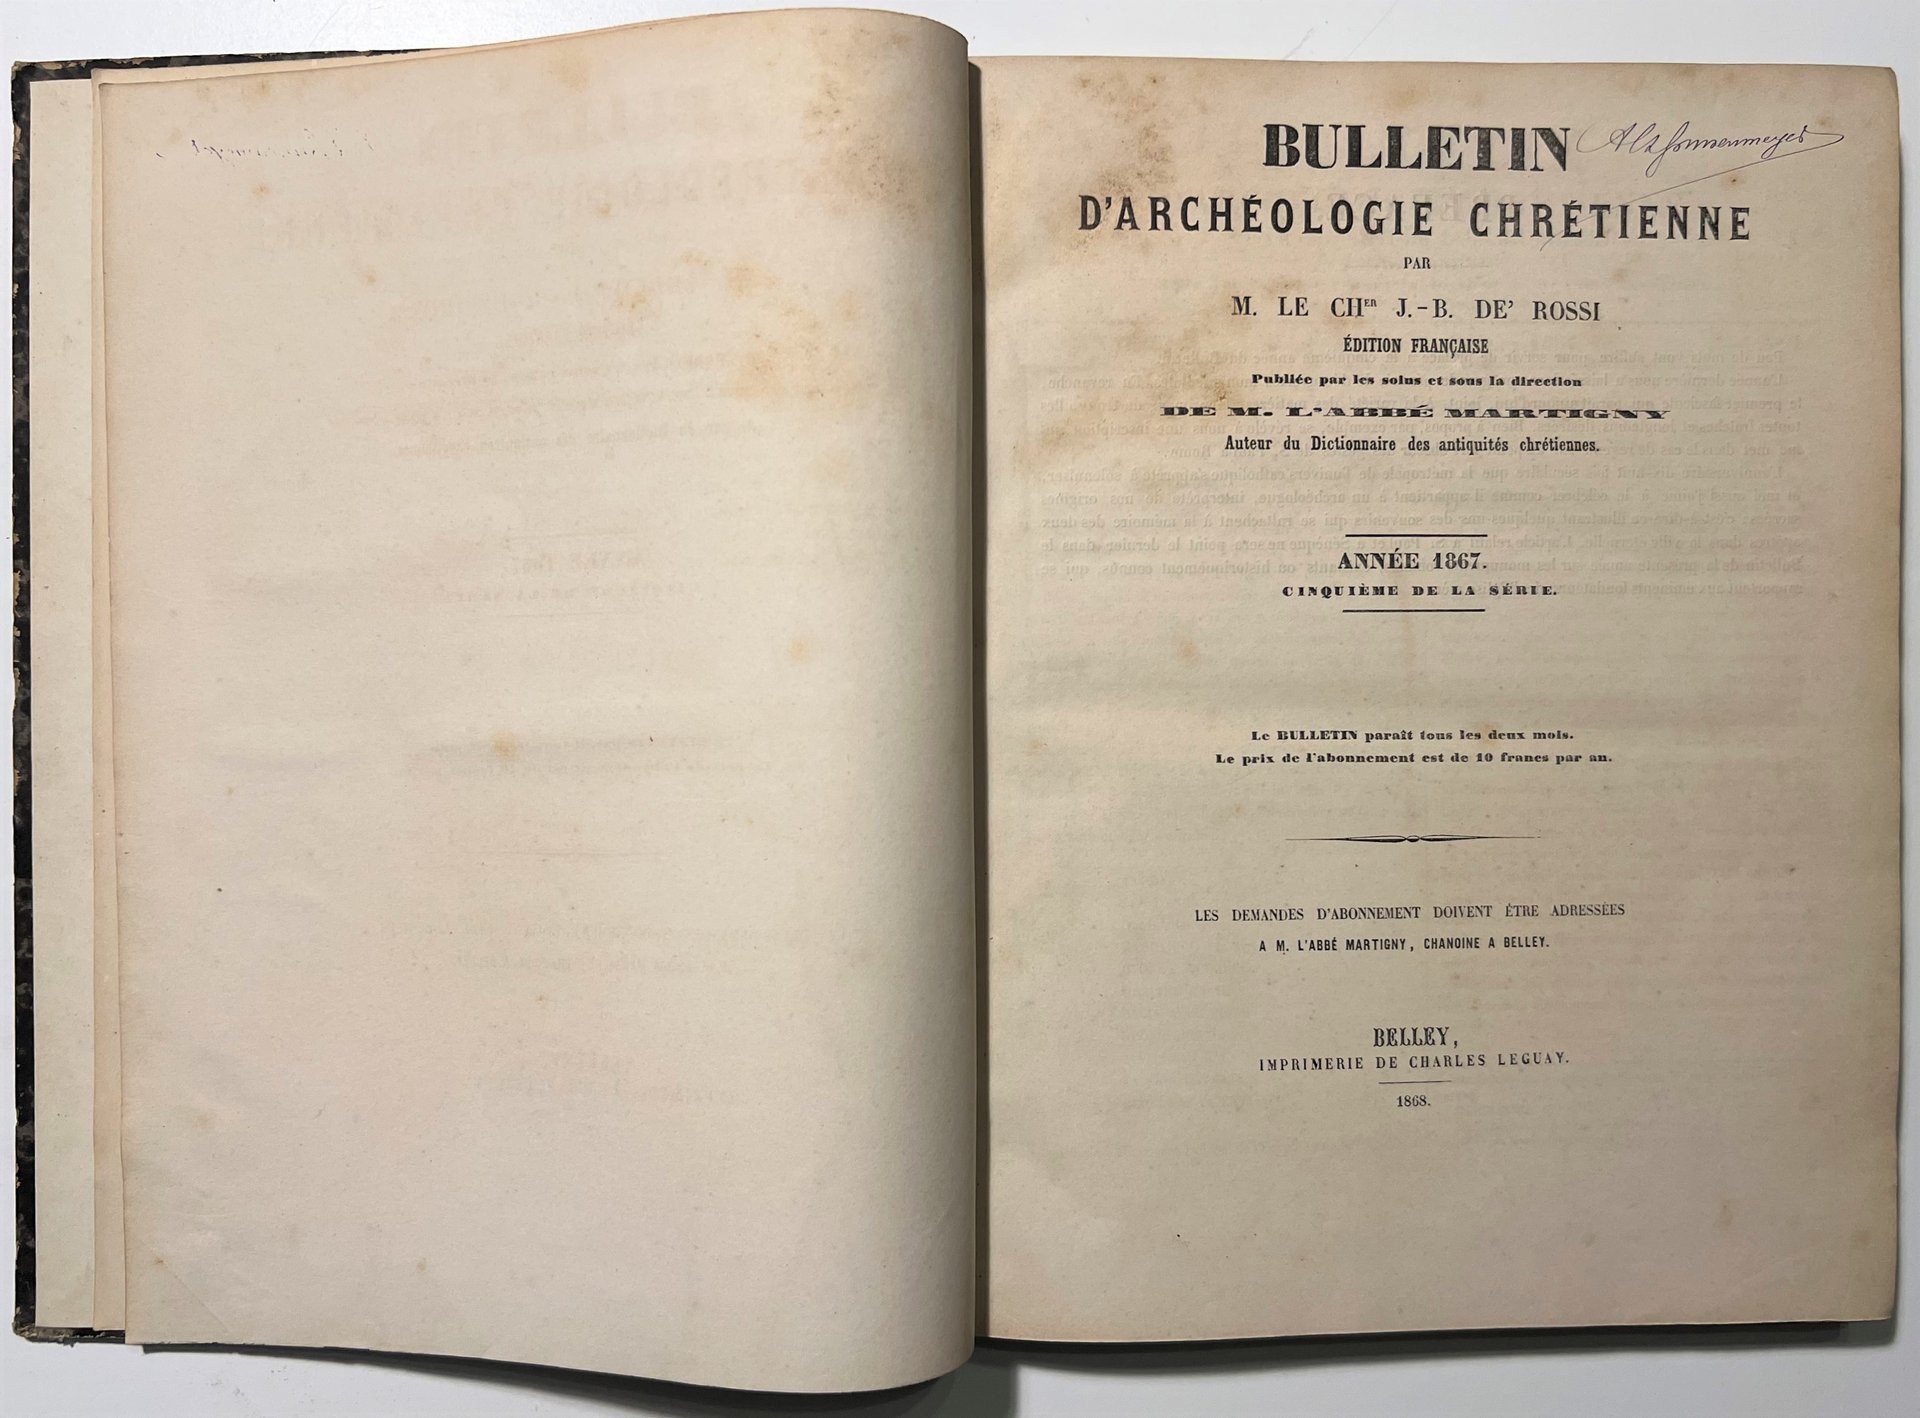 BULLETIN
D'ARCHÉOLOGIE CHRÉTIENNE
PAR
M. LE CHER J.-B. DE' ROSSI
ÉDITION FRANÇAISE
Publiée par les soins et sous la direction
DE M. L'ABBÉ MARTIGNY
Auteur du Dictionnaire des antiquités chrétiennes.
ANNÉE 1867.
CINQUIÈME DE LA SÉRIE.
Le BULLETIN paraît tous les deux mois.
Le prix de l'abonnement est de 10 francs par an.
LES DEMANDES D'ABONNEMENT DOIVENT ÊTRE ADRESSÉES
A M. L'ABBÉ MARTIGNY, CHANOINE A BELLEY.
BELLEY,
IMPRIMERIE DE CHARLES LEGUAY.
1868.